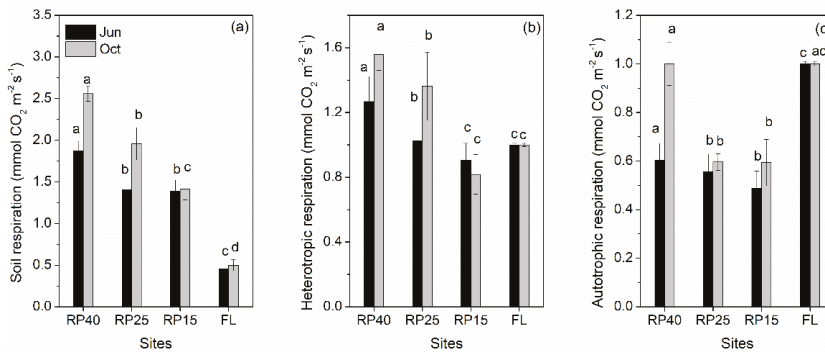 Soil respiration (mmol CO2 m-2 s-1)
3.5
3.0
2.5
2.0
1.5
1.0
0.5
0.0
Jun
Oct
(a)
a
a
b
b
b
c
c
d
RP40
RP25
RP15
FL
Sites
Heterotropic respiration (mmol CO2 m-2 s-1)
1.6
1.2
0.8
0.4
0.0
(b)
a
a
b
b
c
c
c
c
RP40
RP25
RP15
FL
Sites
Autotrophic respiration (mmol CO2 m-2 s-1)
1.2
1.0
0.8
0.6
0.4
0.2
0.0
(c
a
a
b
b
b
b
c
ac
RP40
RP25
RP15
FL
Sites